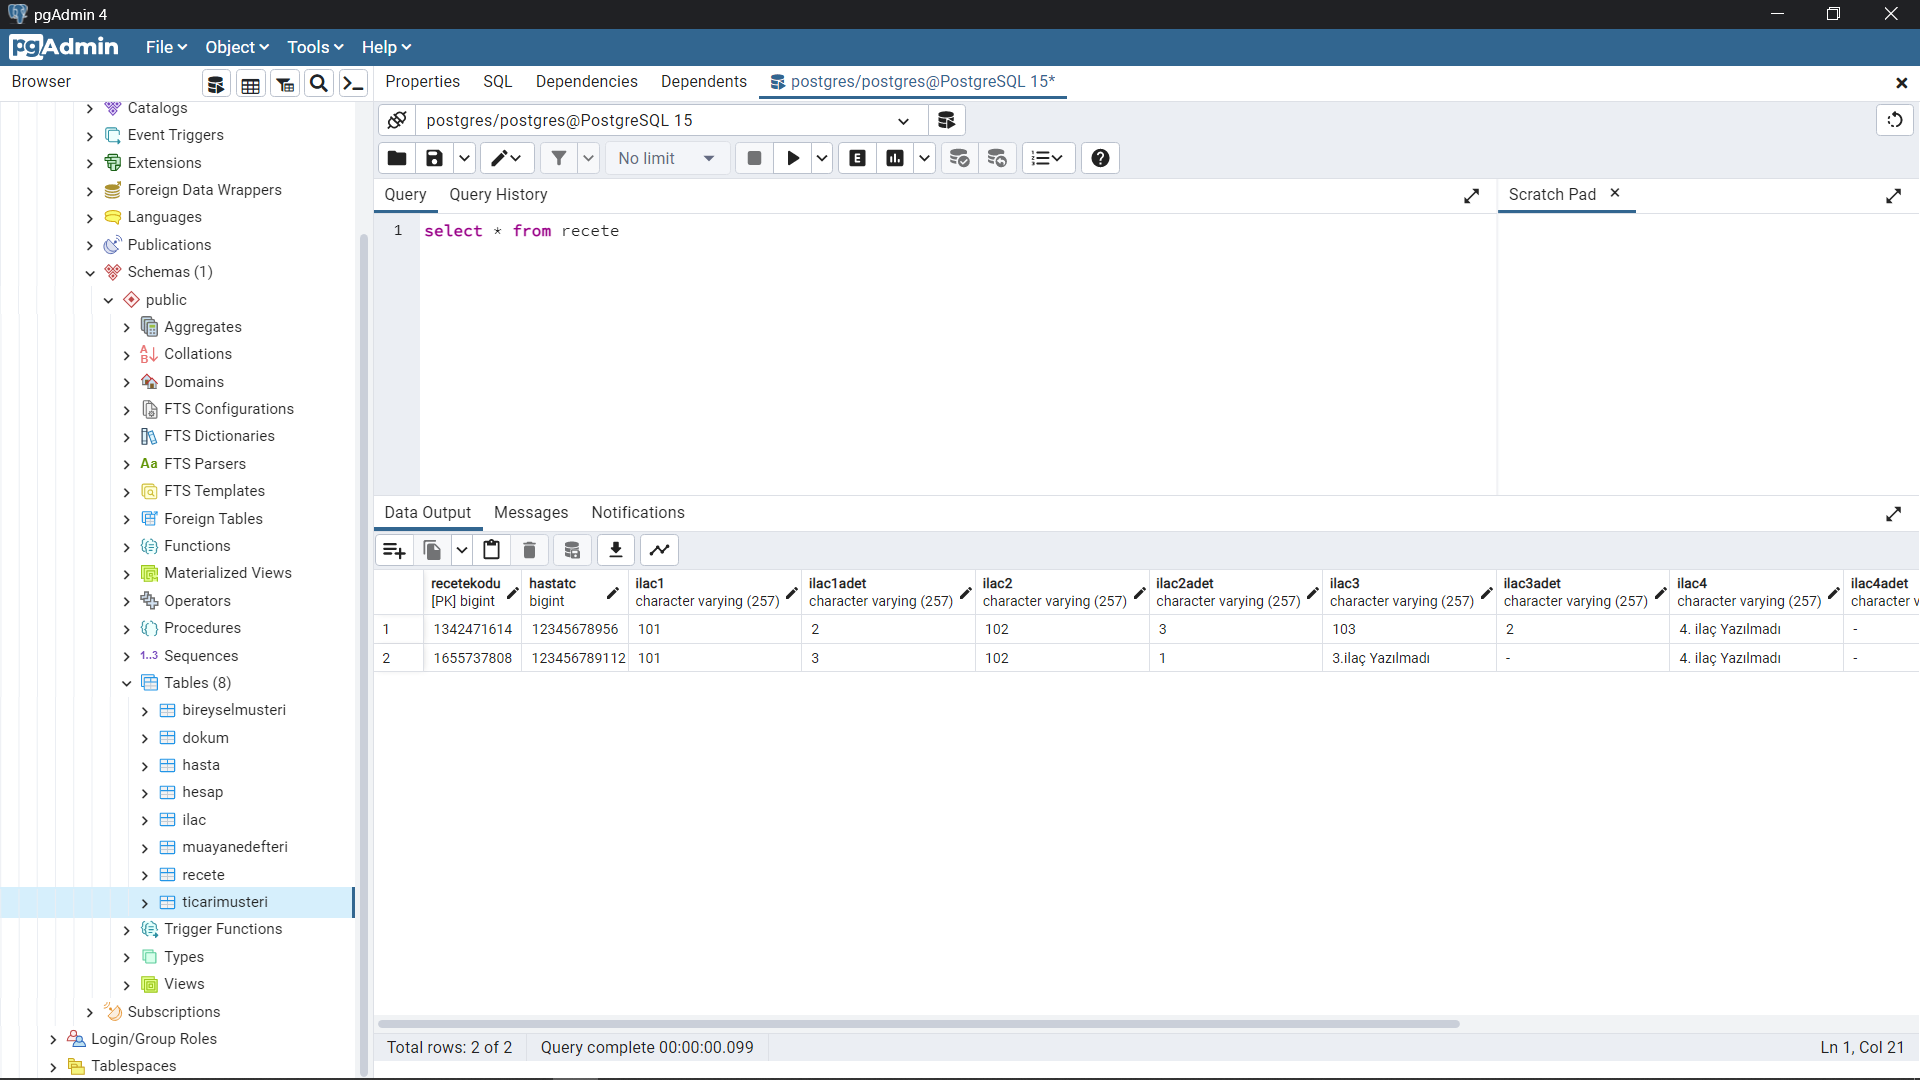 pgAdmin 4
pgAdmin File Object Tools Help
Browser
Properties SQL Dependencies Dependents postgres/postgres@PostgreSQL 15*
Catalogs
Event Triggers
Extensions
Foreign Data Wrappers
Languages
Publications
Schemas (1)
public
Aggregates
Collations
Domains
FTS Configurations
FTS Dictionaries
Aa FTS Parsers
FTS Templates
Foreign Tables
Functions
Materialized Views
Operators
Procedures
1..3 Sequences
Tables (8)
bireyselmusteri
dokum
hasta
hesap
ilac
muayanedefteri
recete
ticarimusteri
Trigger Functions
Types
Views
Subscriptions
Login/Group Roles
Tablespaces
postgres/postgres@PostgreSQL 15
No limit E
Query Query History
Scratch Pad
1 select * from recete
Data Output Messages Notifications
recetekodu hastatc ilac1 ilac1adet ilac2 ilac2adet ilac3 ilac3adet ilac4 ilac4adet
[PK] bigint bigint character varying (257) character varying (257) character varying (257) character varying (257) character varying (257) character varying (257) character varying (257) character v
1 1342471614 12345678956 101 2 102 3 103 2 4. ilaç Yazılmadı -
2 1655737808 123456789112 101 3 102 1 3.ilaç Yazılmadı - 4. ilaç Yazılmadı -
Total rows: 2 of 2 Query complete 00:00:00.099 Ln 1, Col 21